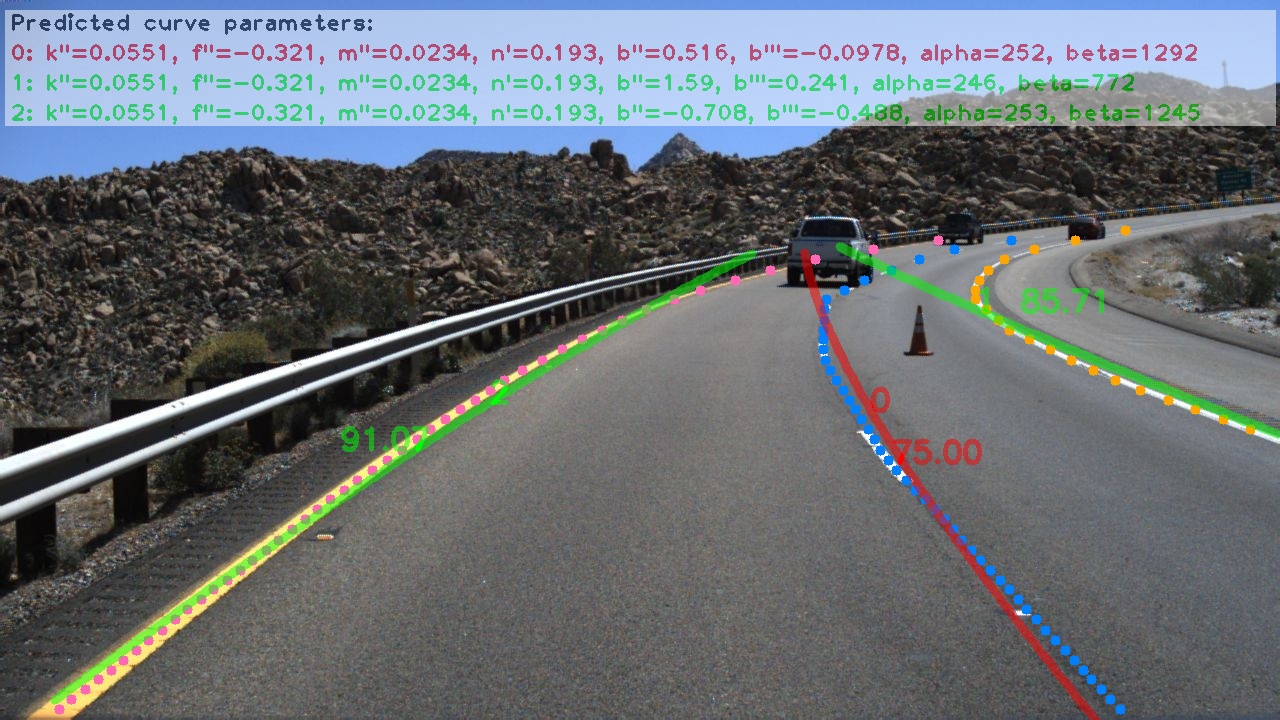 Predicted curve parameters:
0: k''=0.0551, f''=-0.321, m''=0.0234, n'=0.193, b''=0.516, b'''=-0.0978, alpha=252, beta=1292
1: k''=0.0551, f''=-0.321, m''=0.0234, n'=0.193, b''=1.59, b'''=0.241, alpha=246, beta=772
2: k''=0.0551, f''=-0.321, m''=0.0234, n'=0.193, b''=-0.708, b'''=-0.488, alpha=253, beta=1245
1 85.71
2
0
91.07
75.00